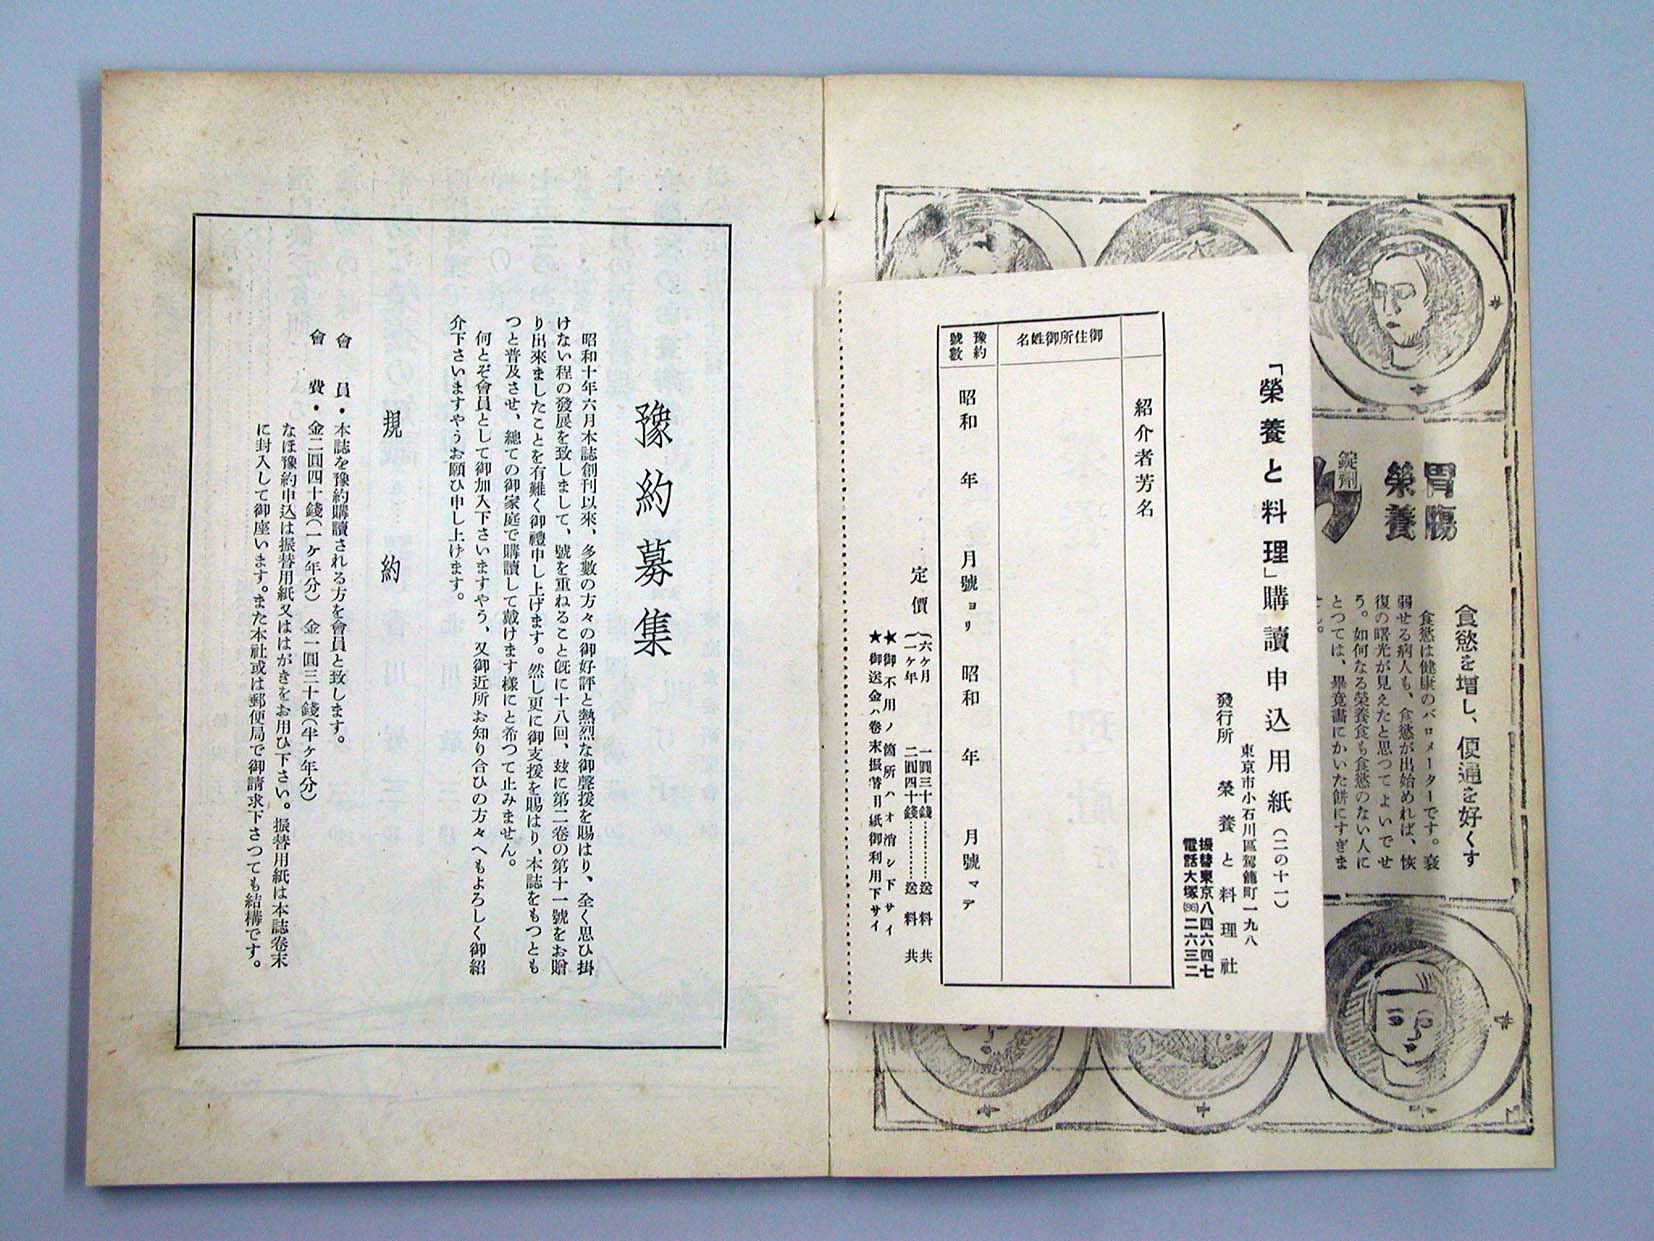 胃腸
榮養
錠劑
食慾を增し、便通を好くす
食慾は健康のバロメーターです。衰
弱せる病人も、食慾が出始めれば、恢
復の曙光が見えたと思つてよいでせ
う。如何なる榮養食も食慾のない人に
とつては、畢竟畵にかいた餅にすぎま
せん。
「榮養と料理」購讀申込用紙(二の十一)
東京市小石川區駕籠町一九八
發行所 榮養と料理社
振替東京八四六四七
電話大塚(86)二六三二
紹介者芳名
御住所御姓名
豫約號數
昭和 年 月號ヨリ 昭和 年 月號マデ
定價
六ケ月 一圓三十錢………送料共
一ケ年 二圓四十錢………送料共
★御不用ノ箇所ハオ消シ下サイ
★御送金ハ卷末振替用紙御利用下サイ
豫約募集
昭和十年六月本誌創刊以來、多數の方々の御好評と熱烈な御聲援を賜はり、全く思ひ掛
けない程の發展を致しまして、號を重ねること既に十八回、玆に第二卷の第十一號をお贈
り出來ましたことを有難く御禮申し上げます。然し更に御支援を賜はり、本誌をもつとも
つと普及させ、總ての御家庭で購讀して戴けます樣にと希つて止みません。
何とぞ會員として御加入下さいますやう、又御近所お知り合ひの方々へもよろしく御紹
介下さいますやうお願ひ申し上げます。
規約
會員・本誌を豫約購讀される方を會員と致します。
會費・金二圓四十錢(一ケ年分) 金一圓三十錢(半ケ年分)
なほ豫約申込は振替用紙又ははがきをお用ひ下さい。振替用紙は本誌卷末
に封入して御座います。また本社或は郵便局で御請求下さつても結構です。